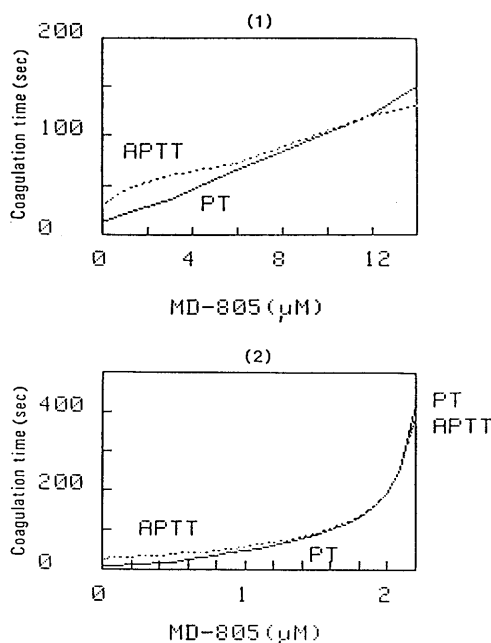 (1)
Coagulation time (sec)
200
100
0
APTT
PT
0 4 8 12
MD-805 (µM)
(2)
Coagulation time (sec)
400
200
0
APTT
PT
PT
APTT
0 1 2
MD-805 (µM)